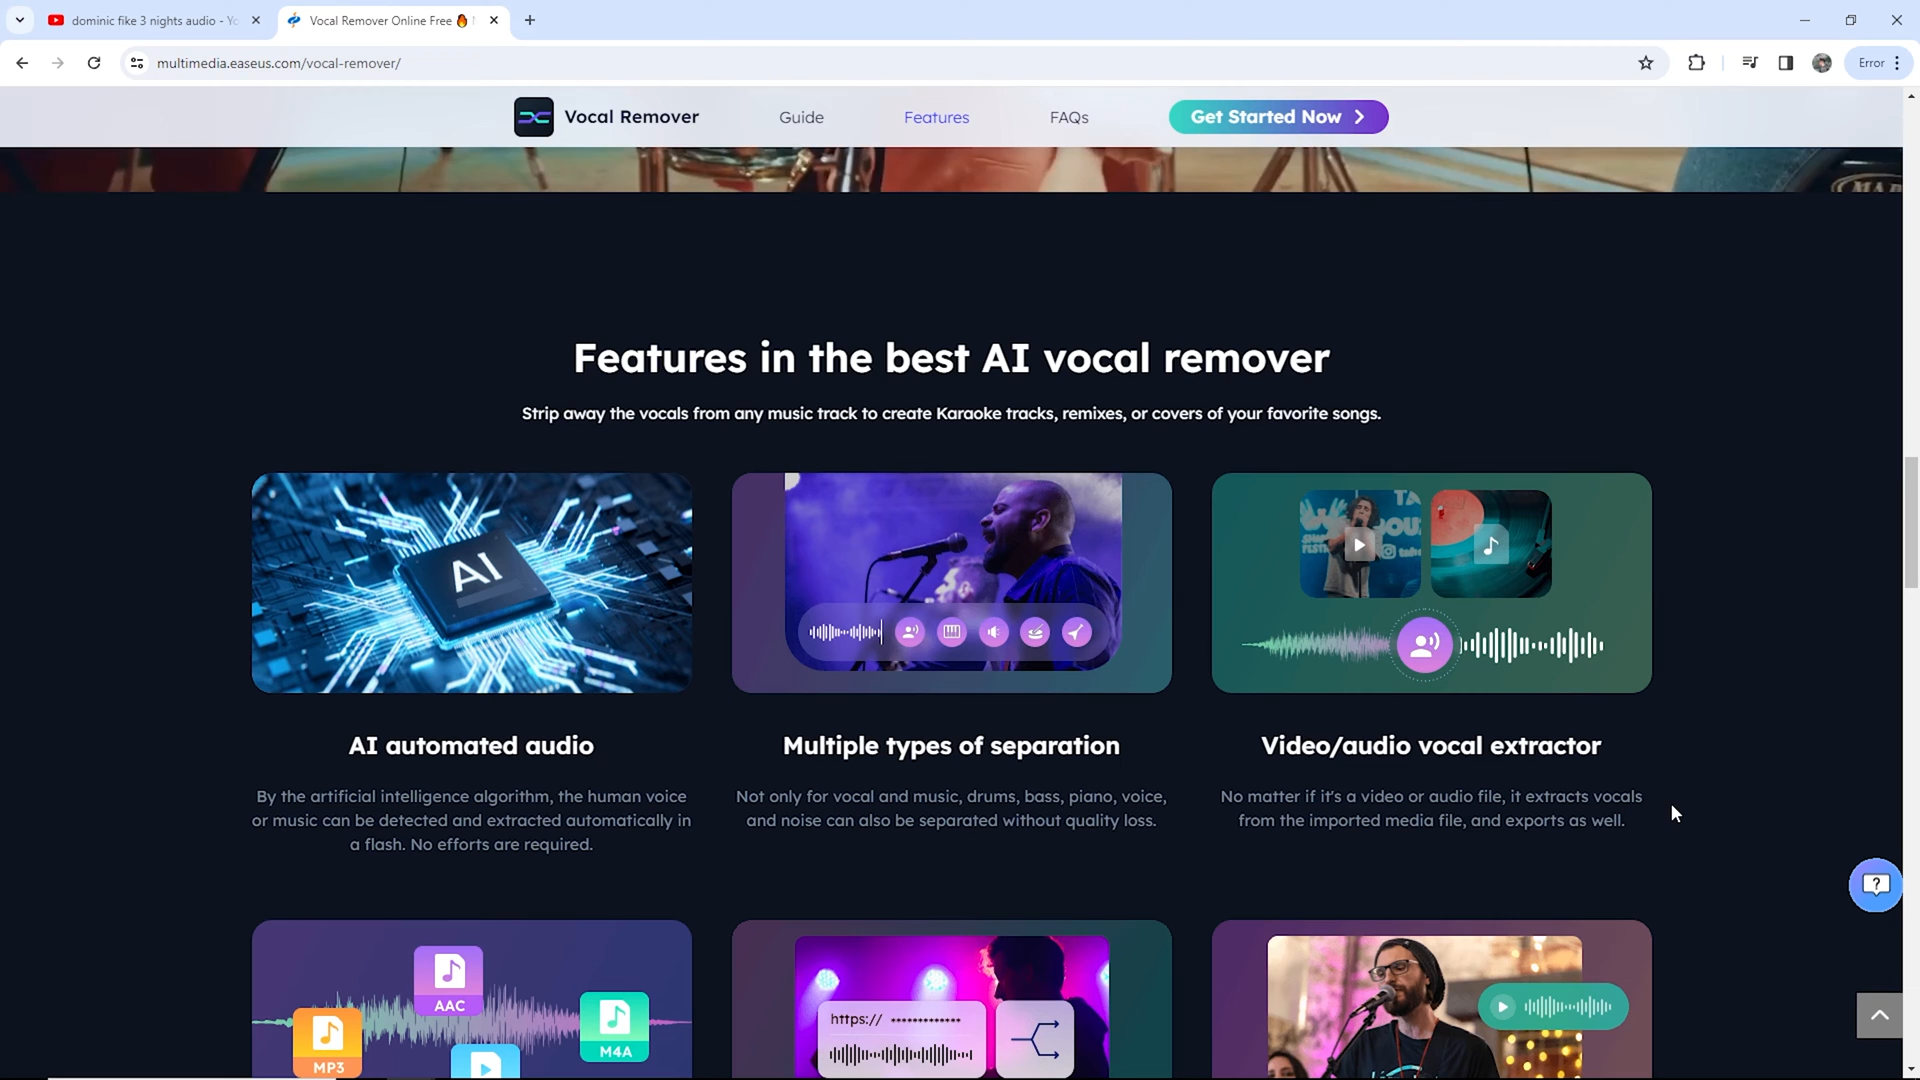 dominic fike 3 nights audio - Yo
Vocal Remover Online Free
multimedia.easeus.com/vocal-remover/
Error
Vocal Remover
Guide
Features
FAQs
Get Started Now
MA
Features in the best AI vocal remover
Strip away the vocals from any music track to create Karaoke tracks, remixes, or covers of your favorite songs.
AI
TA
AI automated audio
Multiple types of separation
Video/audio vocal extractor
By the artificial intelligence algorithm, the human voice
or music can be detected and extracted automatically in
a flash. No efforts are required.
Not only for vocal and music, drums, bass, piano, voice,
and noise can also be separated without quality loss.
No matter if it's a video or audio file, it extracts vocals
from the imported media file, and exports as well.
AAC
MP3
M4A
https:// **************